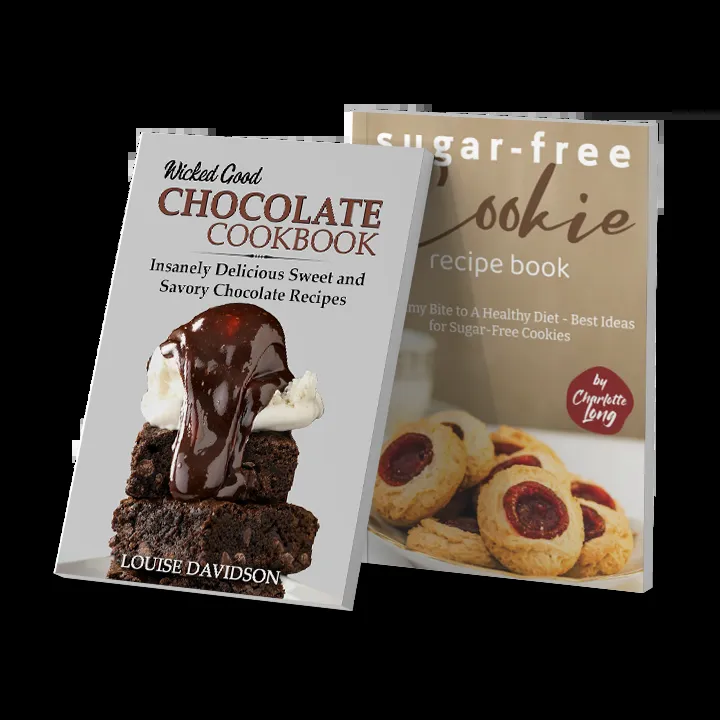 Wicked Good
CHOCOLATE
COOKBOOK
Insanely Delicious Sweet and
Savory Chocolate Recipes
LOUISE DAVIDSON
sugar-free
Cookie
recipe book
Bite to A Healthy Diet - Best Ideas
for Sugar-Free Cookies
by
Charlotte
Long